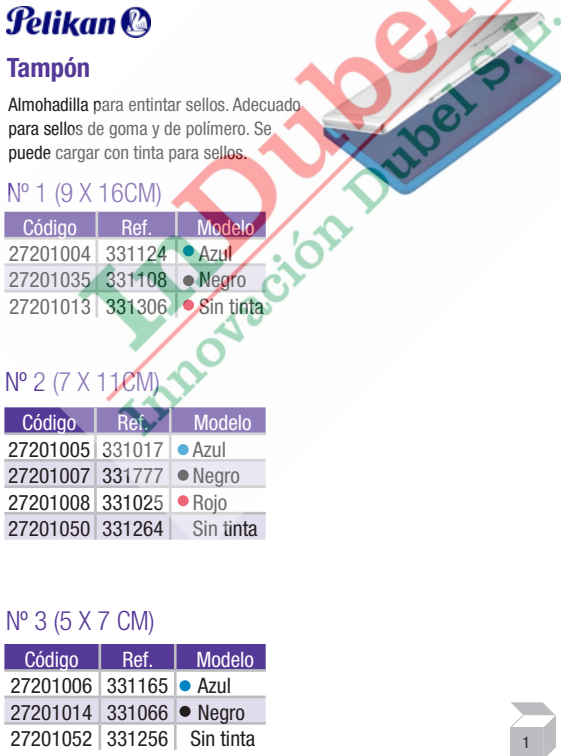 Pelikan
Tampón
Almohadilla para entintar sellos. Adecuado
para sellos de goma y de polímero. Se
puede cargar con tinta para sellos.
Nº 1 (9 X 16CM)
Código Ref. Modelo
27201004 331124 Azul
27201035 331108 Negro
27201013 331306 Sin tinta
Nº 2 (7 X 11CM)
Código Ref. Modelo
27201005 331017 Azul
27201007 331777 Negro
27201008 331025 Rojo
27201050 331264 Sin tinta
Nº 3 (5 X 7 CM)
Código Ref. Modelo
27201006 331165 Azul
27201014 331066 Negro
27201052 331256 Sin tinta
1
InDubel
Innovación Dubel S.L.